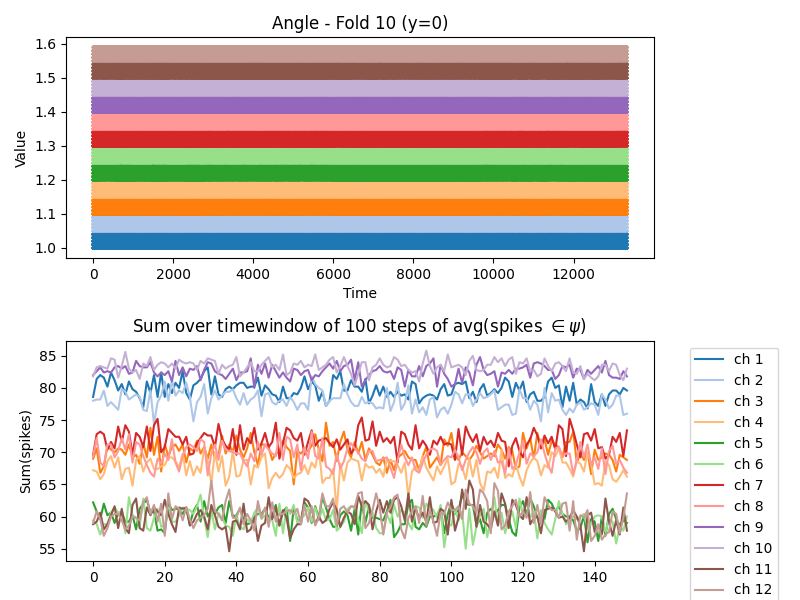 Angle - Fold 10 (y=0)
1.6
1.5
1.4
1.3
1.2
1.1
1.0
Value
0 2000 4000 6000 8000 10000 12000
Time
Sum over timewindow of 100 steps of avg(spikes ∈ ψ)
85
80
75
70
65
60
55
Sum(spikes)
0 20 40 60 80 100 120 140
ch 1
ch 2
ch 3
ch 4
ch 5
ch 6
ch 7
ch 8
ch 9
ch 10
ch 11
ch 12